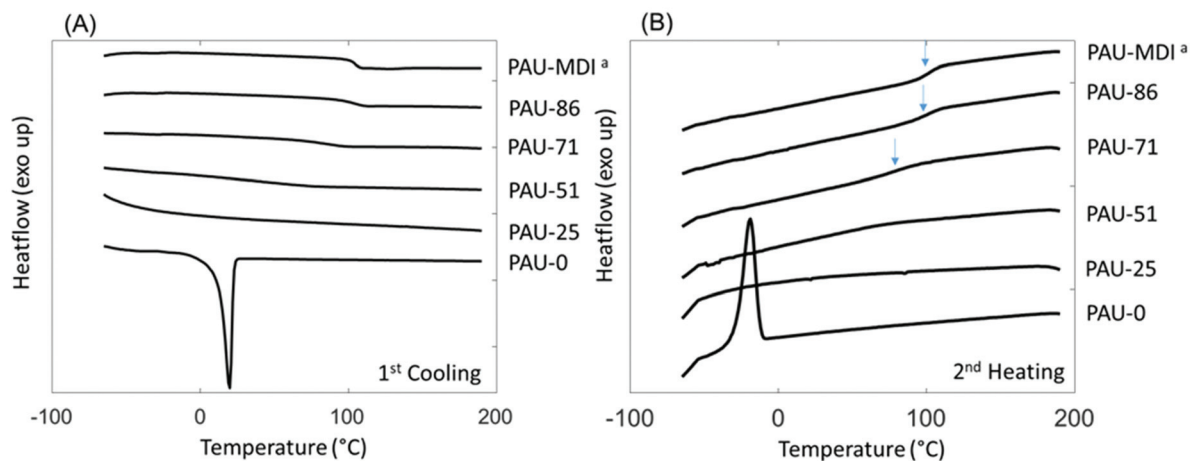 (A)
Heatflow (exo up)
PAU-MDI ᵃ
PAU-86
PAU-71
PAU-51
PAU-25
PAU-0
1ˢᵗ Cooling
-100 0 100 200
Temperature (°C)
(B)
Heatflow (exo up)
PAU-MDI ᵃ
PAU-86
PAU-71
PAU-51
PAU-25
PAU-0
2ⁿᵈ Heating
-100 0 100 200
Temperature (°C)